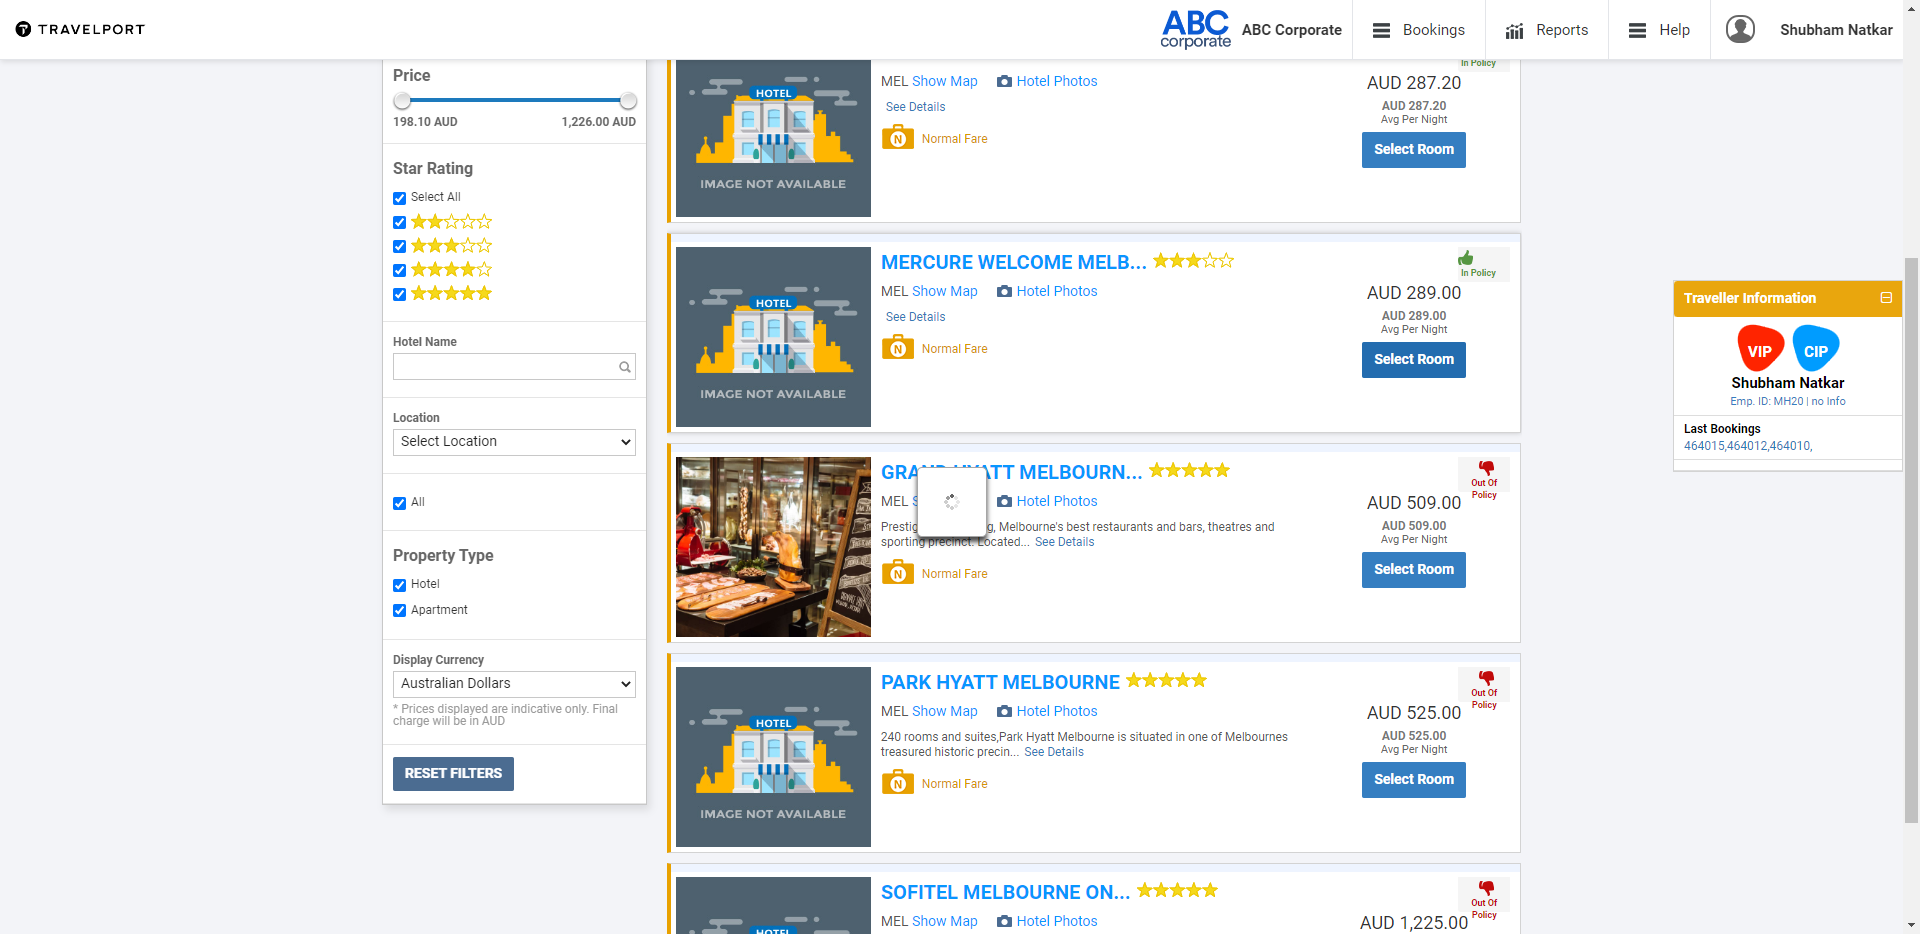 TRAVELPORT
ABC
corporate
ABC Corporate
Bookings
Reports
Help
Shubham Natkar
Price
198.10 AUD
1,226.00 AUD
Star Rating
Select All
Hotel Name
Location
Select Location
All
Property Type
Hotel
Apartment
Display Currency
Australian Dollars
* Prices displayed are indicative only. Final
charge will be in AUD
RESET FILTERS
HOTEL
IMAGE NOT AVAILABLE
MEL Show Map Hotel Photos
See Details
N Normal Fare
In Policy
AUD 287.20
AUD 287.20
Avg Per Night
Select Room
HOTEL
IMAGE NOT AVAILABLE
MERCURE WELCOME MELB...
MEL Show Map Hotel Photos
See Details
N Normal Fare
In Policy
AUD 289.00
AUD 289.00
Avg Per Night
Select Room
MELBOURN...
MEL Hotel Photos
Melbourne's best restaurants and bars, theatres and
sporting precinct. Located... See Details
N Normal Fare
Out Of
Policy
AUD 509.00
AUD 509.00
Avg Per Night
Select Room
HOTEL
IMAGE NOT AVAILABLE
PARK HYATT MELBOURNE
MEL Show Map Hotel Photos
240 rooms and suites,Park Hyatt Melbourne is situated in one of Melbournes
treasured historic precin... See Details
N Normal Fare
Out Of
Policy
AUD 525.00
AUD 525.00
Avg Per Night
Select Room
HOTEL
SOFITEL MELBOURNE ON...
MEL Show Map Hotel Photos
Out Of
Policy
AUD 1,225.00
Traveller Information
VIP
CIP
Shubham Natkar
Emp. ID: MH20 | no Info
Last Bookings
464015,464012,464010,